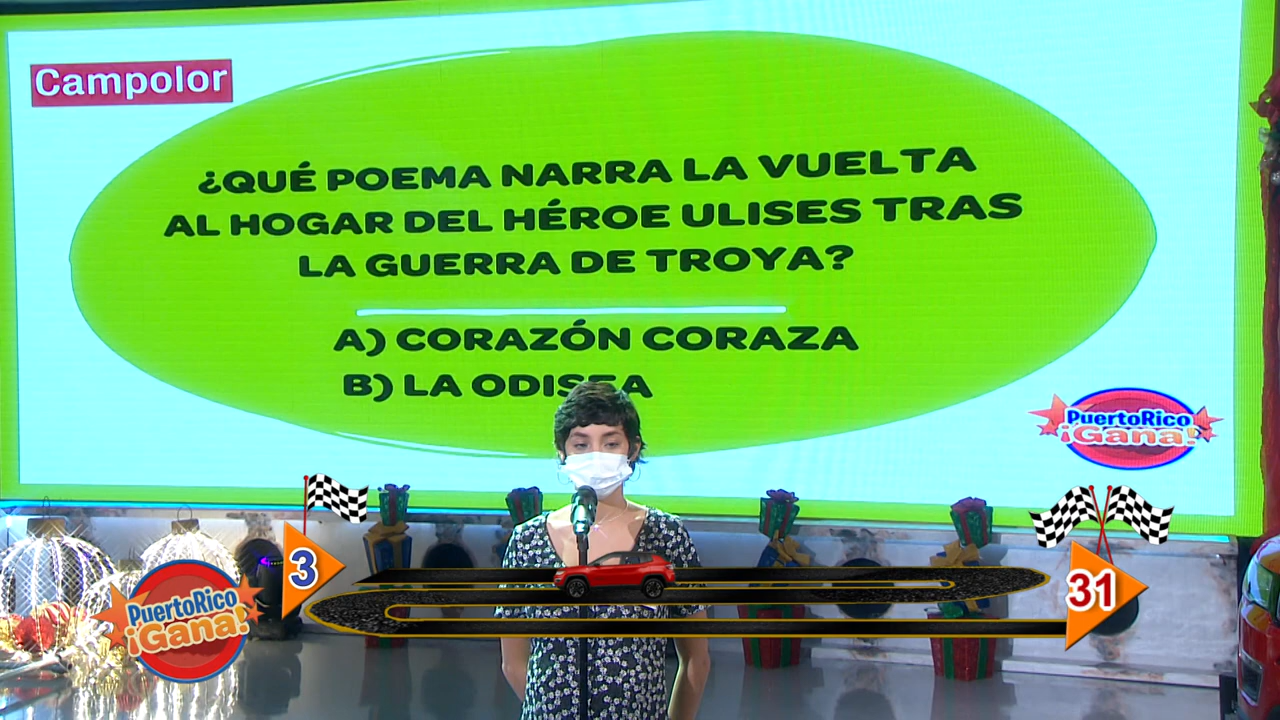 Campolor
¿QUÉ POEMA NARRA LA VUELTA
AL HOGAR DEL HÉROE ULISES TRAS
LA GUERRA DE TROYA?
A) CORAZÓN CORAZA
B) LA ODISEA
PuertoRico
¡Gana!
3
31
PuertoRico
¡Gana!